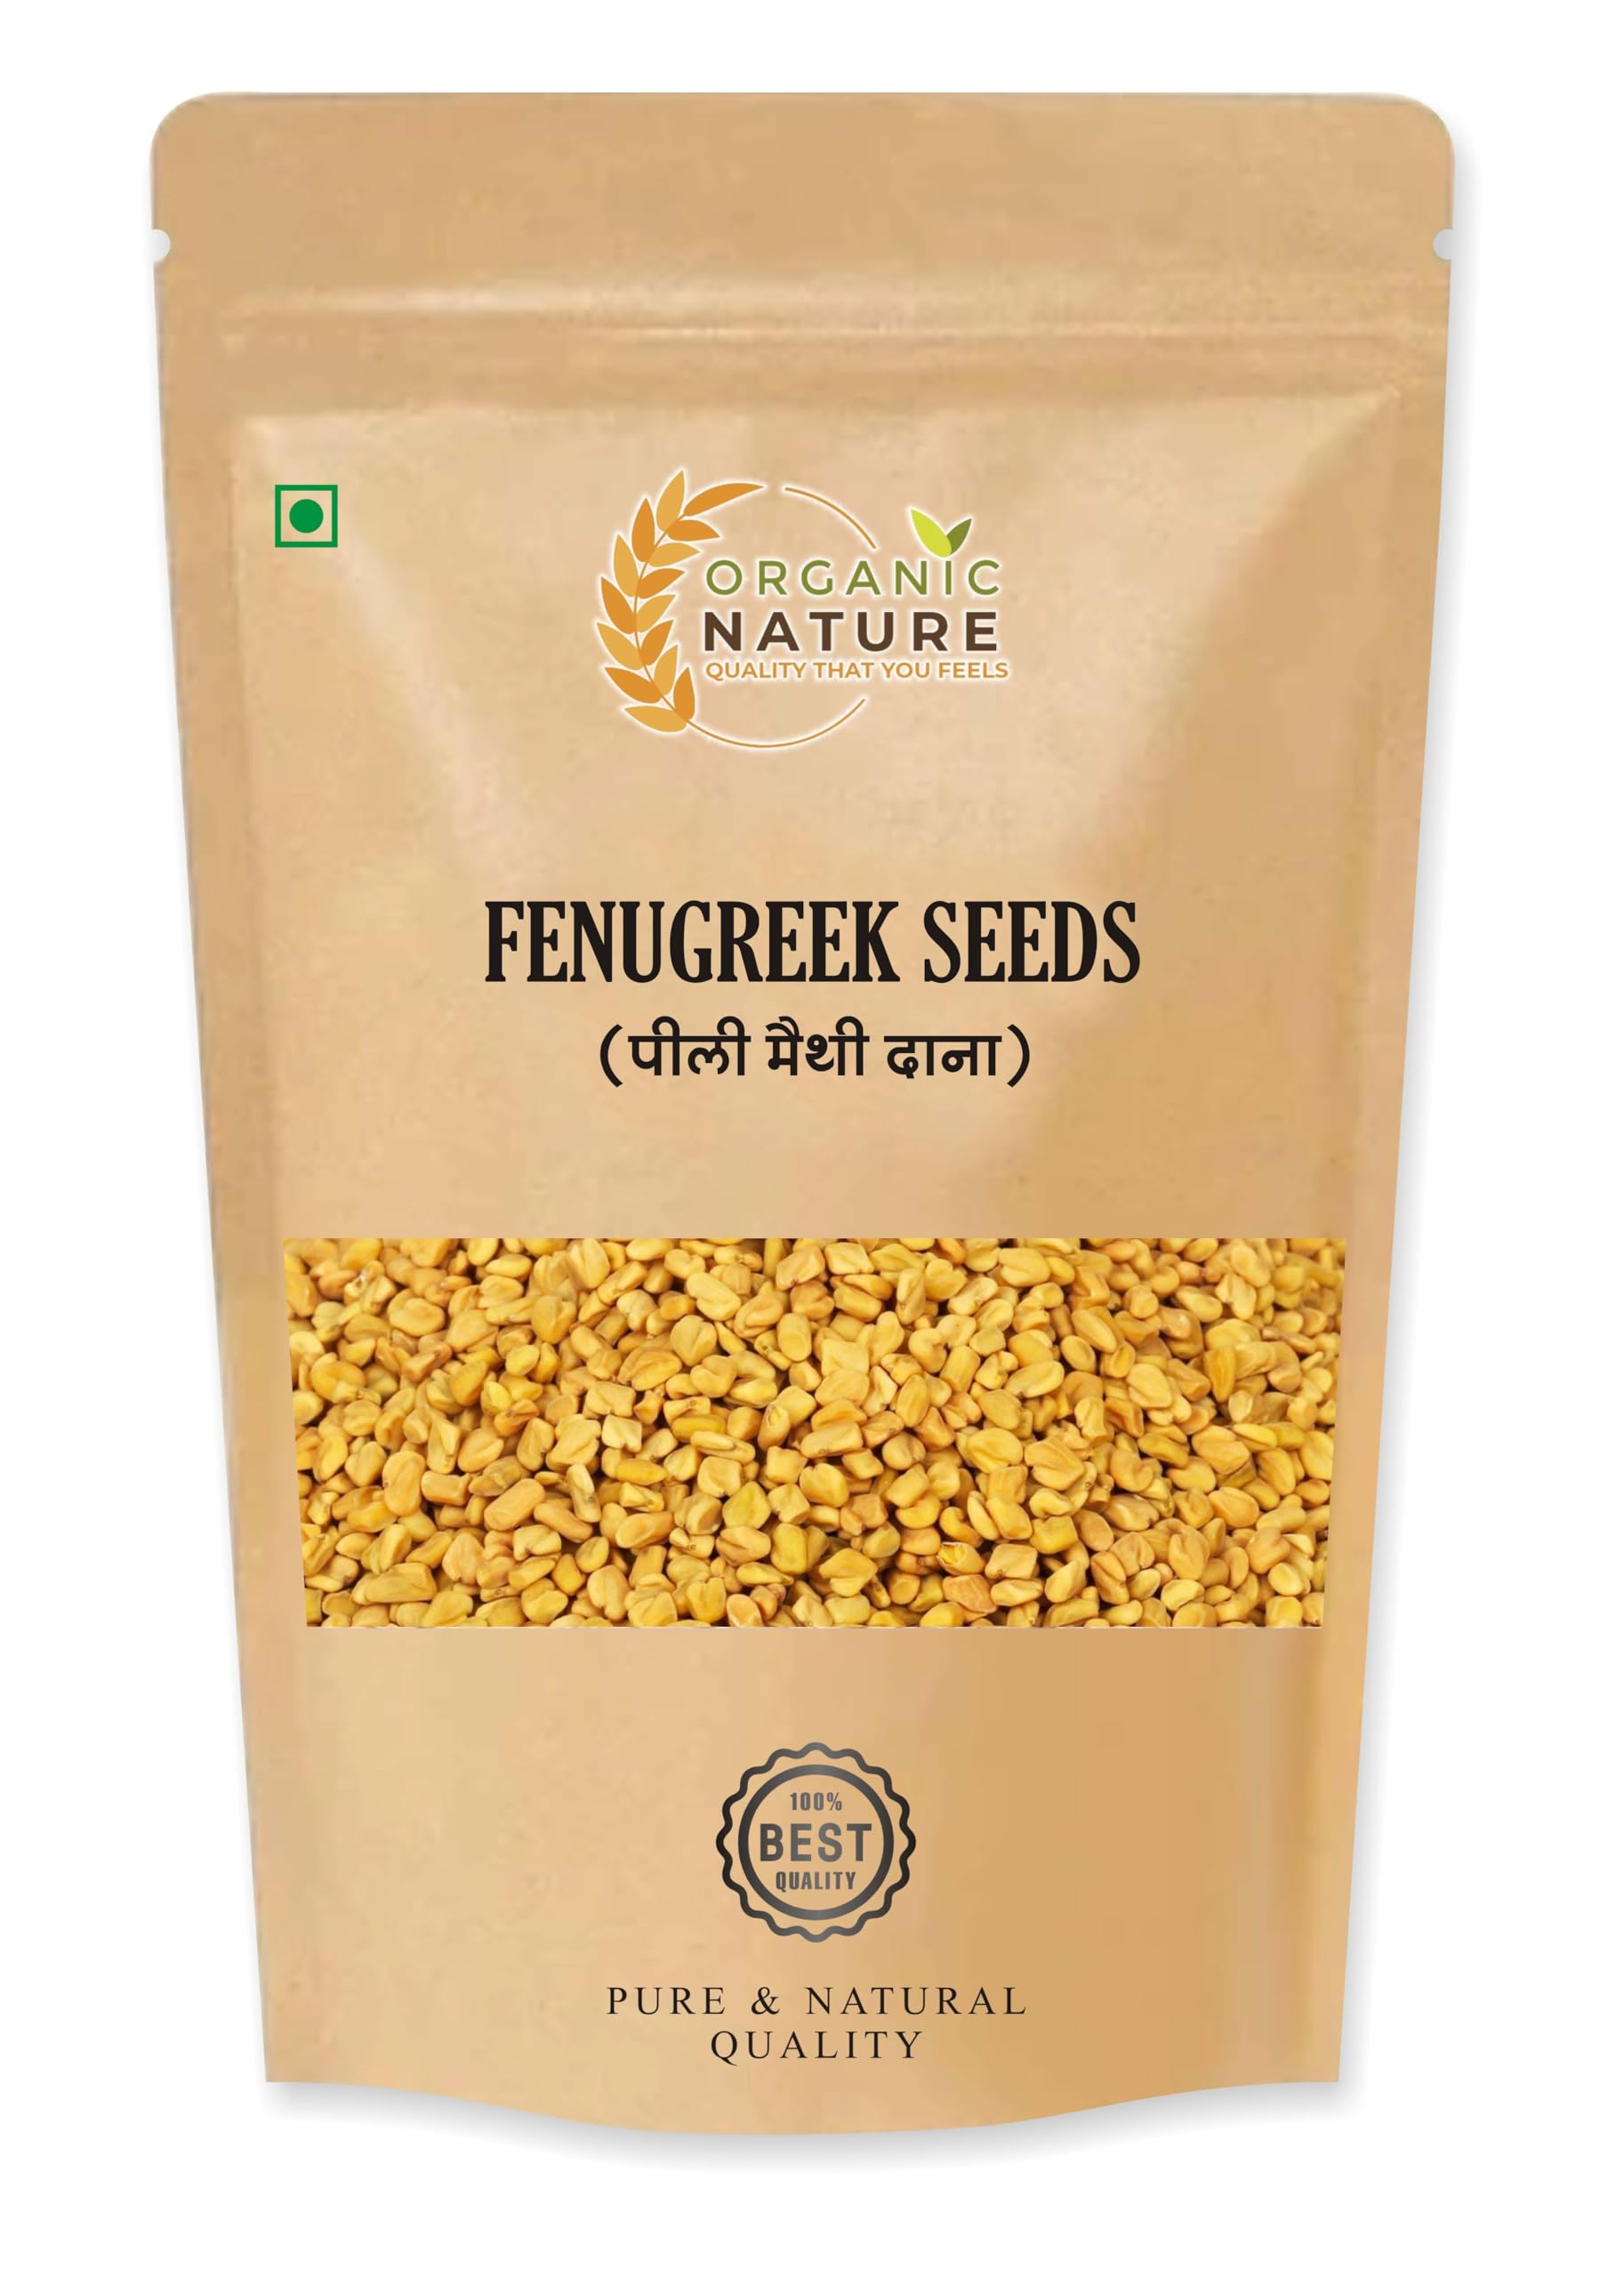 ORGANIC
NATURE
QUALITY THAT YOU FEELS
FENUGREEK SEEDS
(पीली मैथी दाना)
100%
BEST
QUALITY
PURE & NATURAL
QUALITY